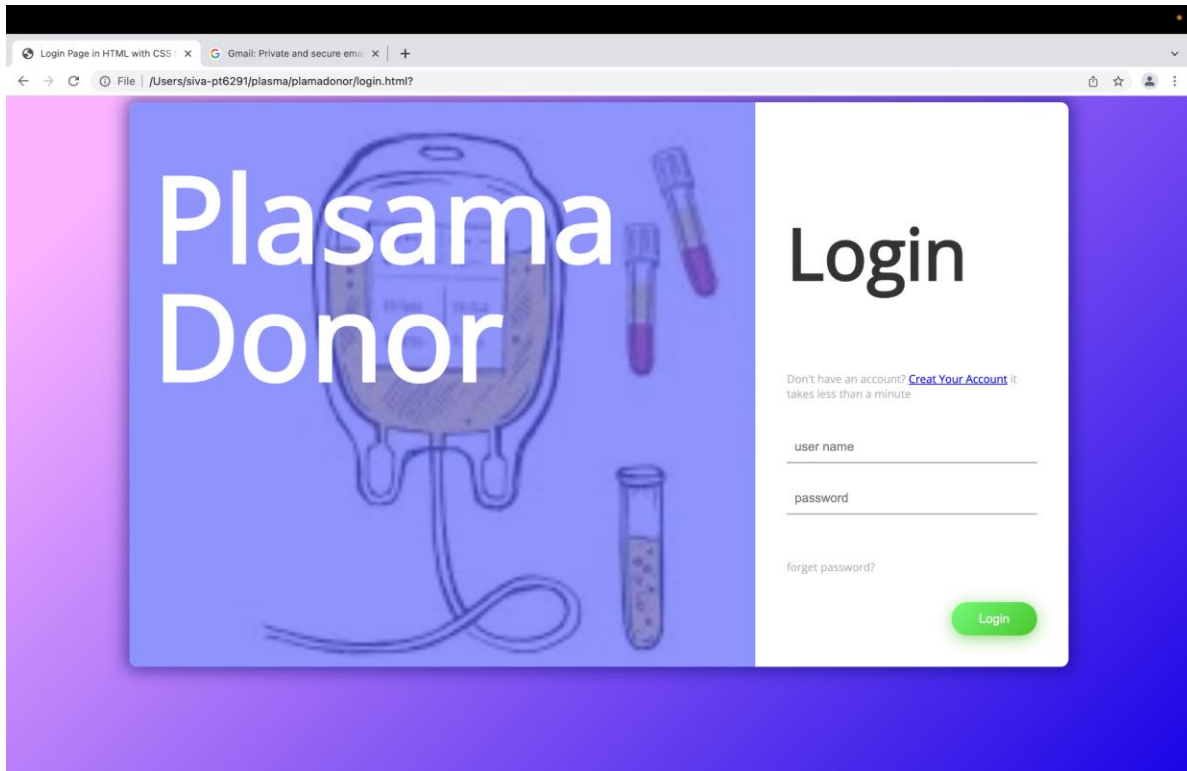 Login Page in HTML with CSS
Gmail: Private and secure ema
File | /Users/siva-pt6291/plasma/plamadonor/login.html?
Plasama
Donor
Login
Don't have an account? Creat Your Account it
takes less than a minute
user name
password
forget password?
Login